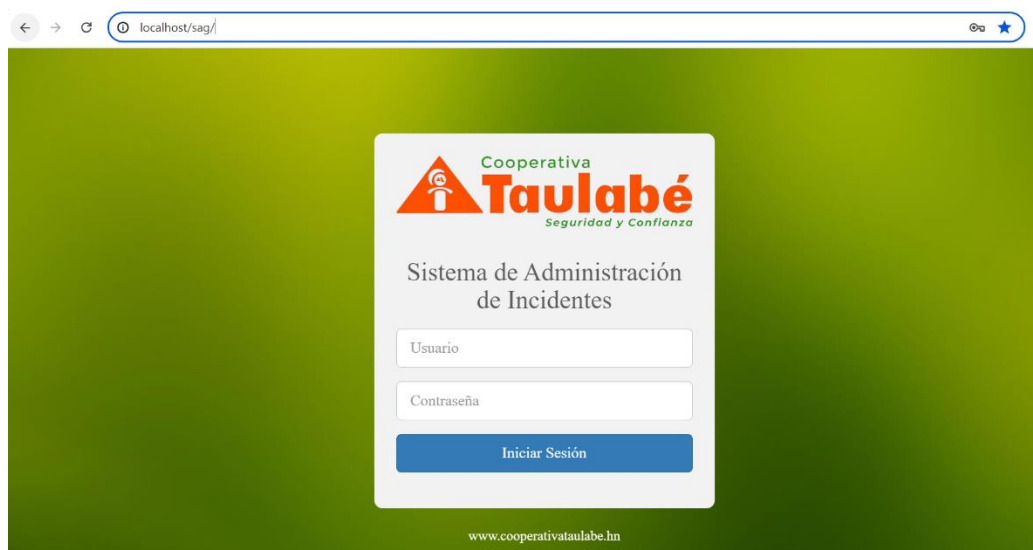 localhost/sag/
Cooperativa
Taulabé
Seguridad y Confianza
Sistema de Administración
de Incidentes
Usuario
Contraseña
Iniciar Sesión
www.cooperativataulabe.hn